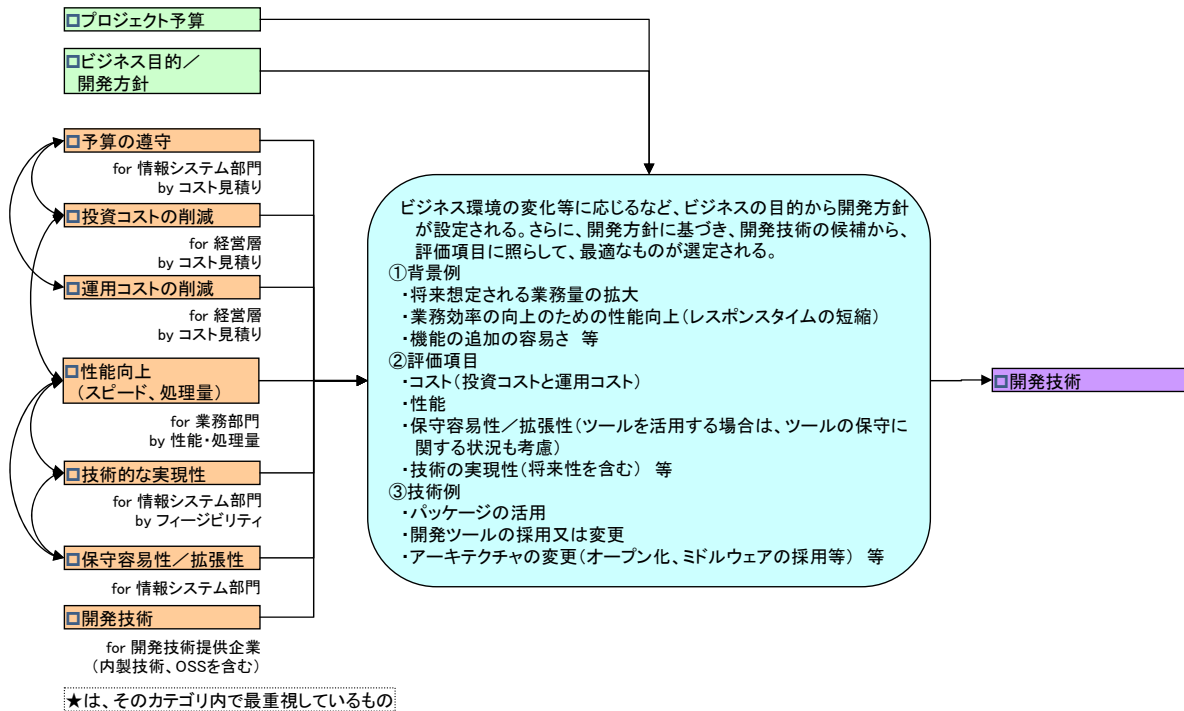 プロジェクト予算
ビジネス目的／
開発方針
予算の遵守
for 情報システム部門
by コスト見積り
投資コストの削減
for 経営層
by コスト見積り
運用コストの削減
for 経営層
by コスト見積り
性能向上
（スピード、処理量）
for 業務部門
by 性能・処理量
技術的な実現性
for 情報システム部門
by フィージビリティ
保守容易性／拡張性
for 情報システム部門
開発技術
for 開発技術提供企業
（内製技術、OSSを含む）
★は、そのカテゴリ内で最重視しているもの
ビジネス環境の変化等に応じるなど、ビジネスの目的から開発方針
が設定される。さらに、開発方針に基づき、開発技術の候補から、
評価項目に照らして、最適なものが選定される。
①背景例
・将来想定される業務量の拡大
・業務効率の向上のための性能向上（レスポンスタイムの短縮）
・機能の追加の容易さ 等
②評価項目
・コスト（投資コストと運用コスト）
・性能
・保守容易性／拡張性（ツールを活用する場合は、ツールの保守に
関する状況も考慮）
・技術の実現性（将来性を含む） 等
③技術例
・パッケージの活用
・開発ツールの採用又は変更
・アーキテクチャの変更（オープン化、ミドルウェアの採用等） 等
開発技術